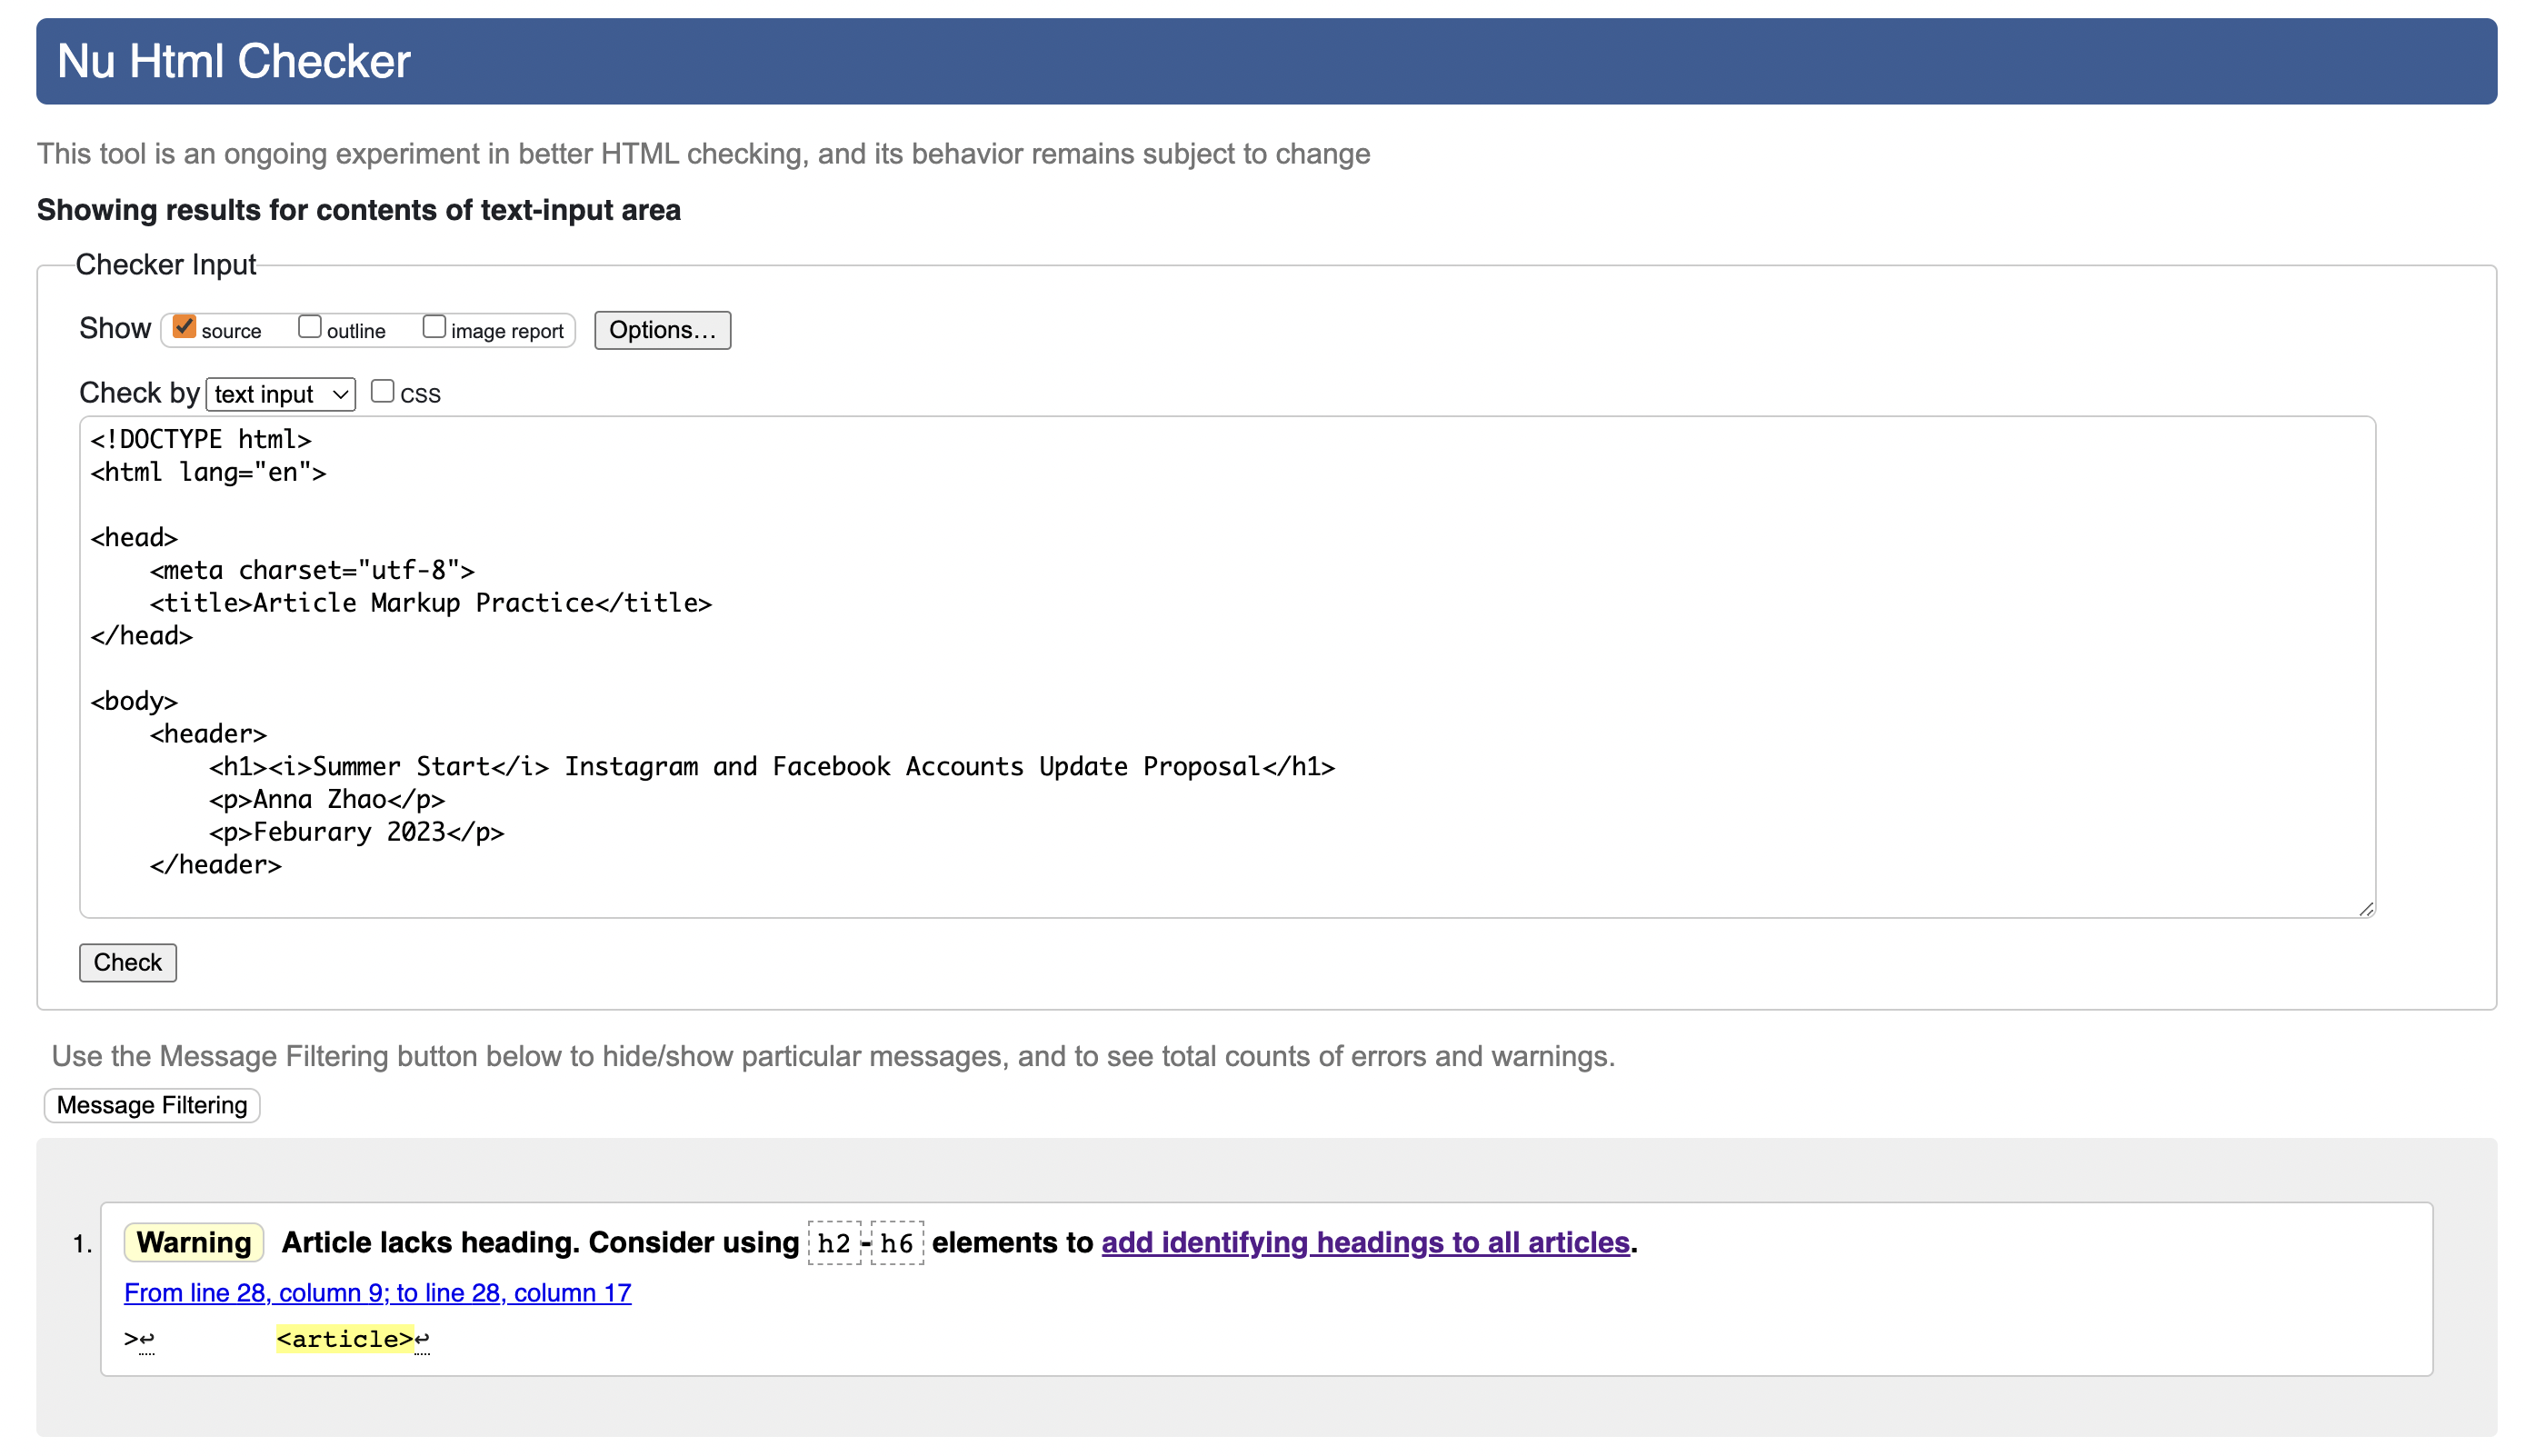 Nu Html Checker
This tool is an ongoing experiment in better HTML checking, and its behavior remains subject to change
Showing results for contents of text-input area
Checker Input
Show source outline image report Options...
Check by text input CSS
<!DOCTYPE html>
<html lang="en">
<head>
    <meta charset="utf-8">
    <title>Article Markup Practice</title>
</head>
<body>
    <header>
        <h1><i>Summer Start</i> Instagram and Facebook Accounts Update Proposal</h1>
        <p>Anna Zhao</p>
        <p>Feburary 2023</p>
    </header>
Check
Use the Message Filtering button below to hide/show particular messages, and to see total counts of errors and warnings.
Message Filtering
1. Warning Article lacks heading. Consider using h2-h6 elements to add identifying headings to all articles.
From line 28, column 9; to line 28, column 17
>↩        <article>↩